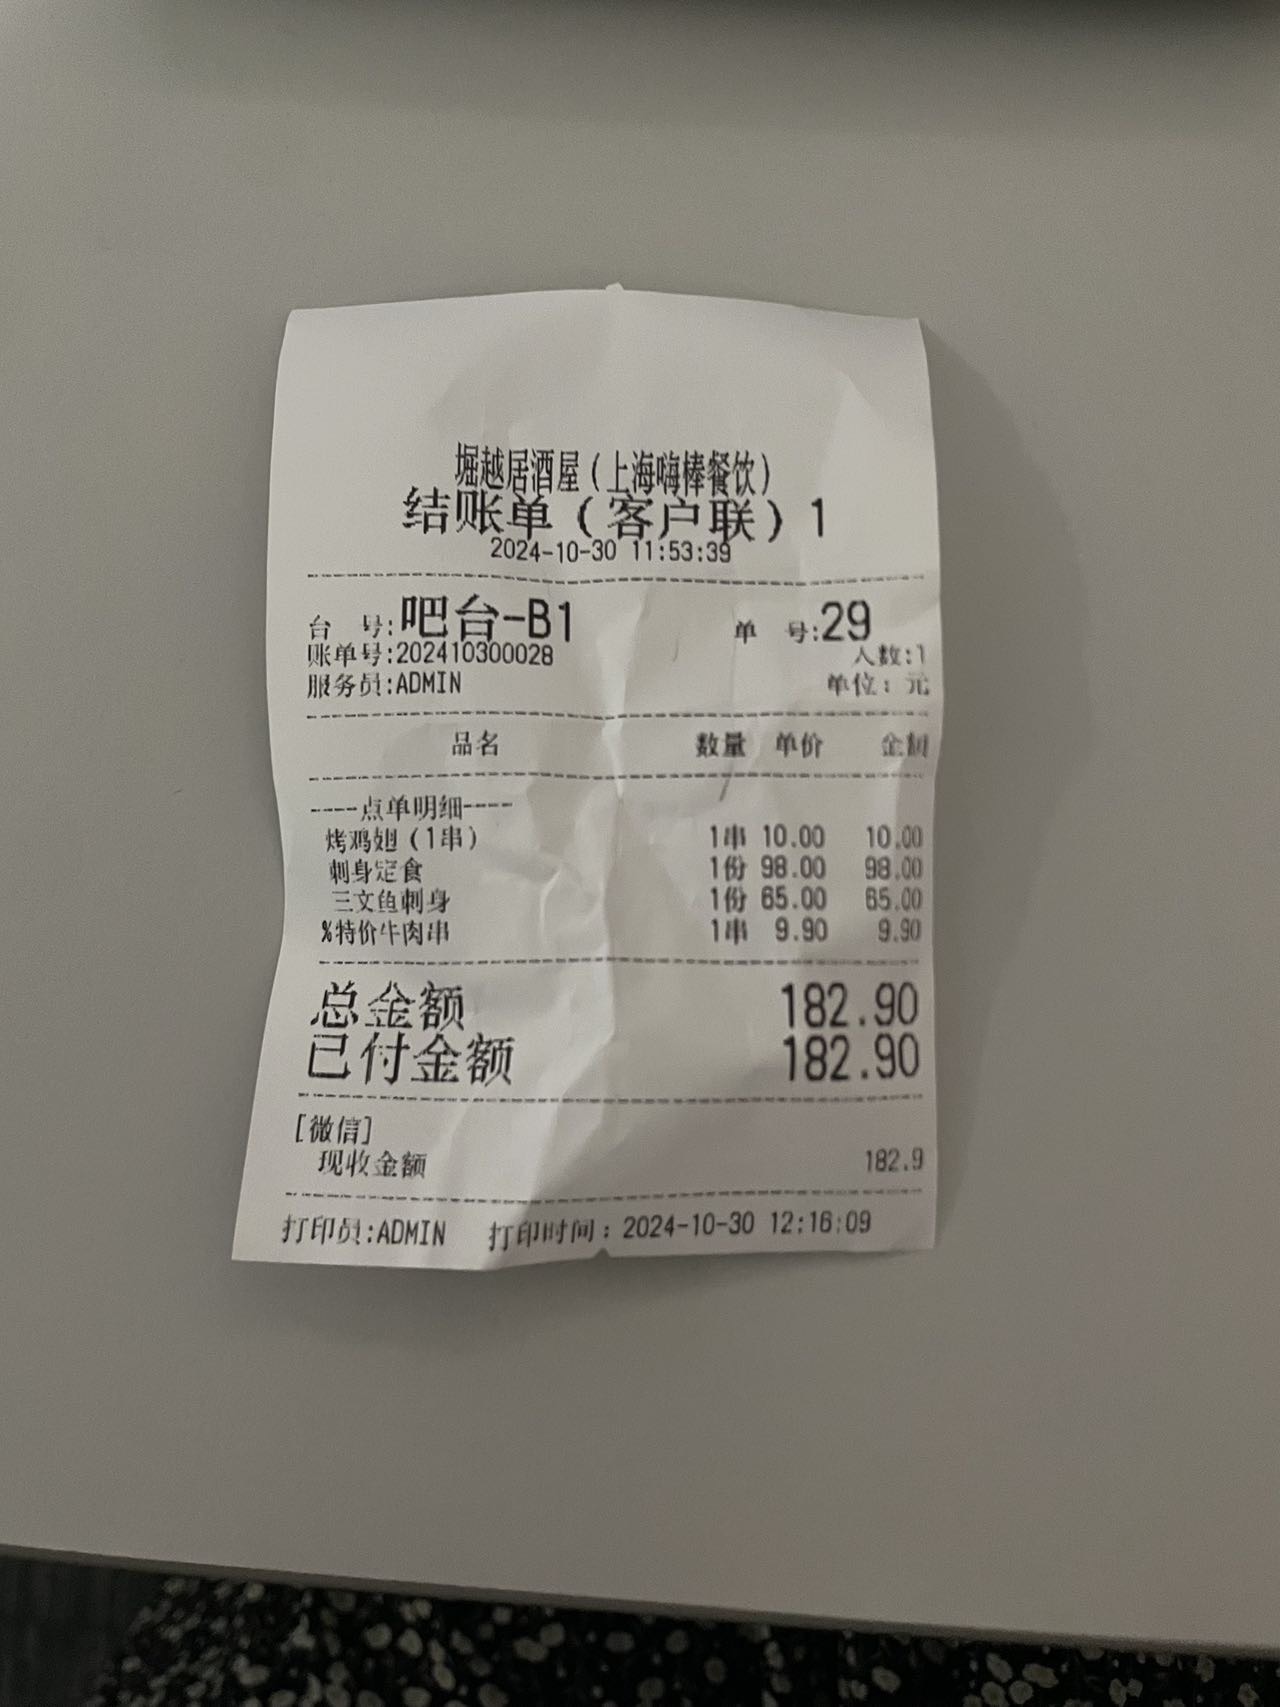 堀越居酒屋（上海嗨棒餐饮）
结账单（客户联）1
2024-10-30 11:53:39
台 号:吧台-B1 单 号:29
账单号:202410300028 人数:1
服务员:ADMIN 单位：元
品名 数量 单价 金额
----点单明细----
烤鸡翅（1串） 1串 10.00 10.00
刺身定食 1份 98.00 98.00
三文鱼刺身 1份 65.00 65.00
%特价牛肉串 1串 9.90 9.90
总金额 182.90
已付金额 182.90
[微信]
现收金额 182.9
打印员:ADMIN 打印时间：2024-10-30 12:16:09